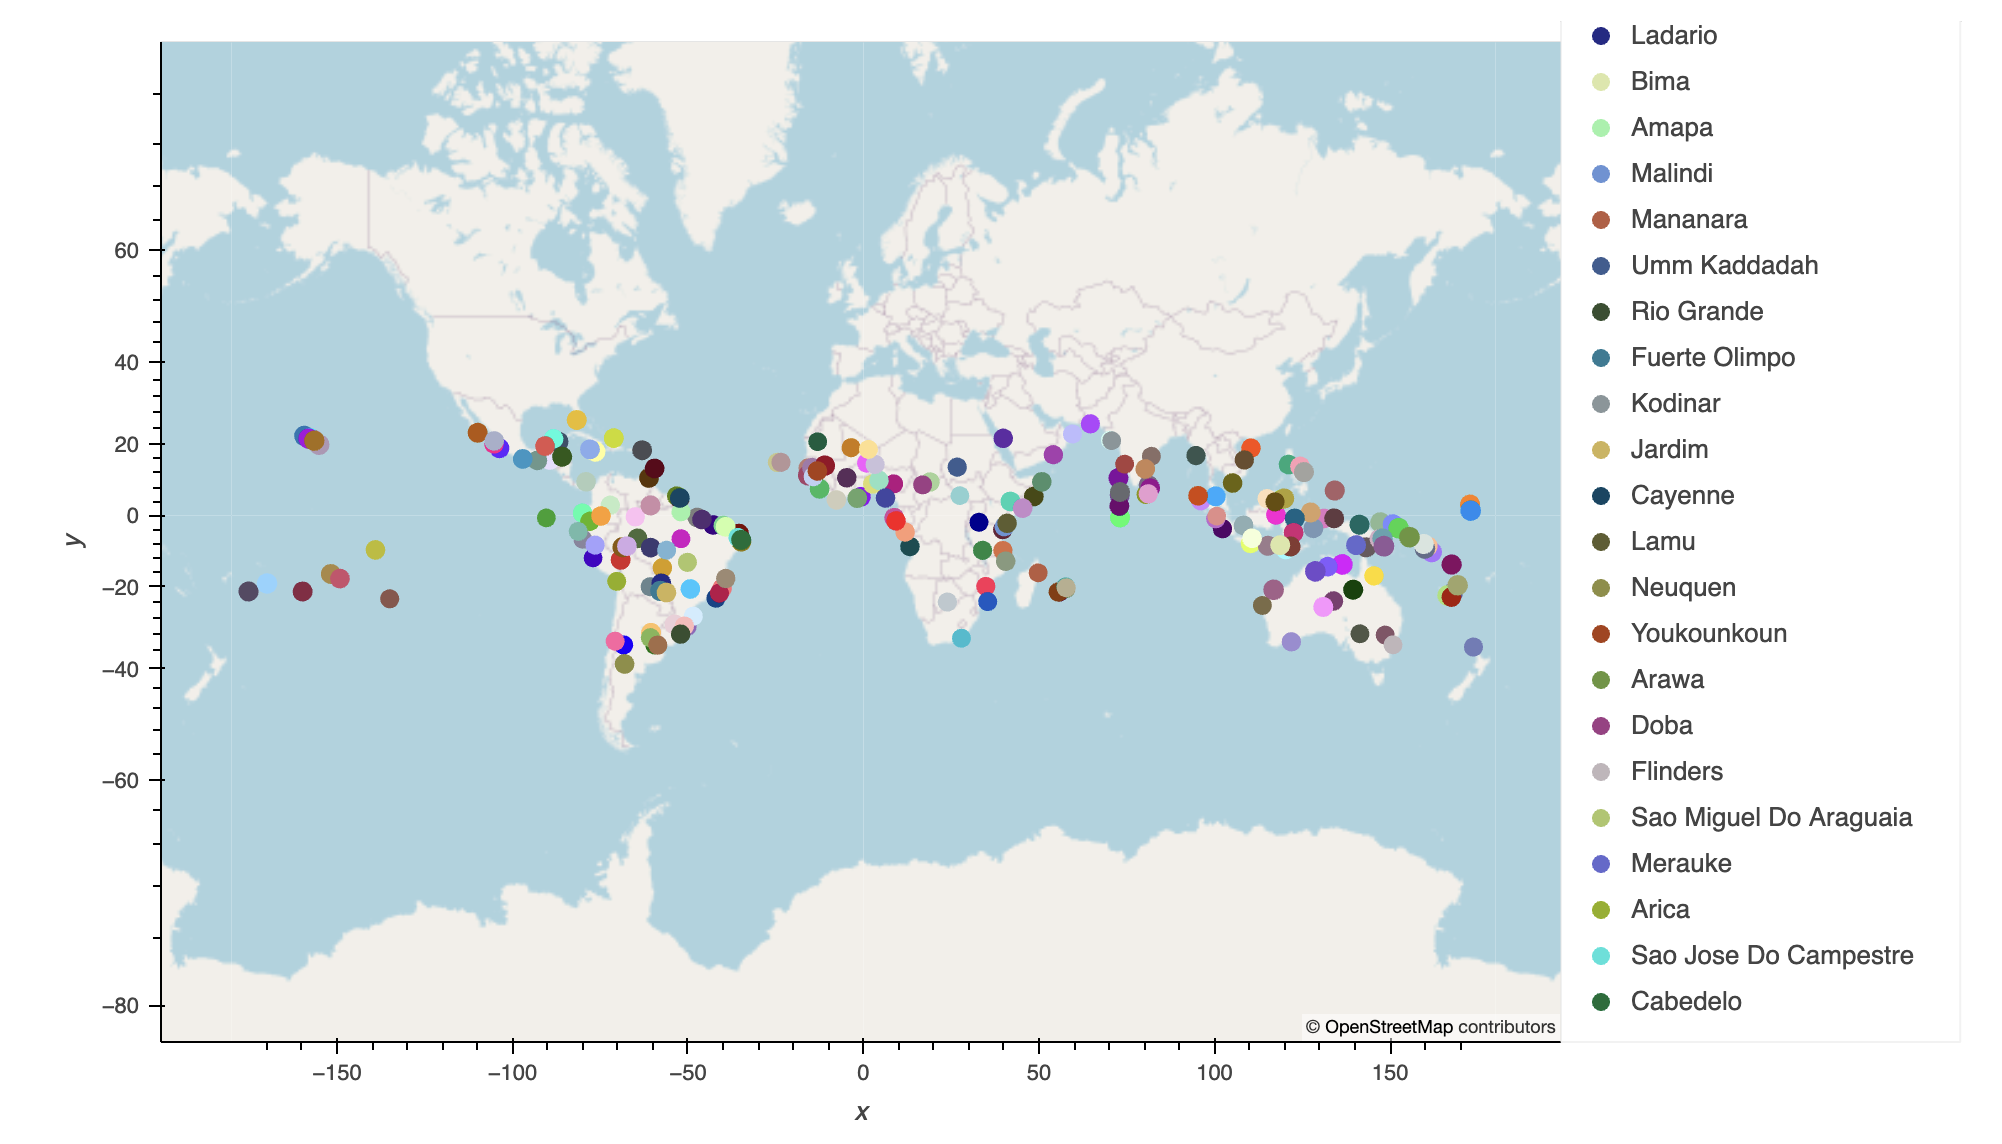 Ladario
Bima
Amapa
Malindi
Mananara
Umm Kaddadah
Rio Grande
Fuerte Olimpo
Kodinar
Jardim
Cayenne
Lamu
Neuquen
Youkounkoun
Arawa
Doba
Flinders
Sao Miguel Do Araguaia
Merauke
Arica
Sao Jose Do Campestre
Cabedelo
60
40
20
0
−20
−40
−60
−80
y
© OpenStreetMap contributors
−150
−100
−50
0
50
100
150
x